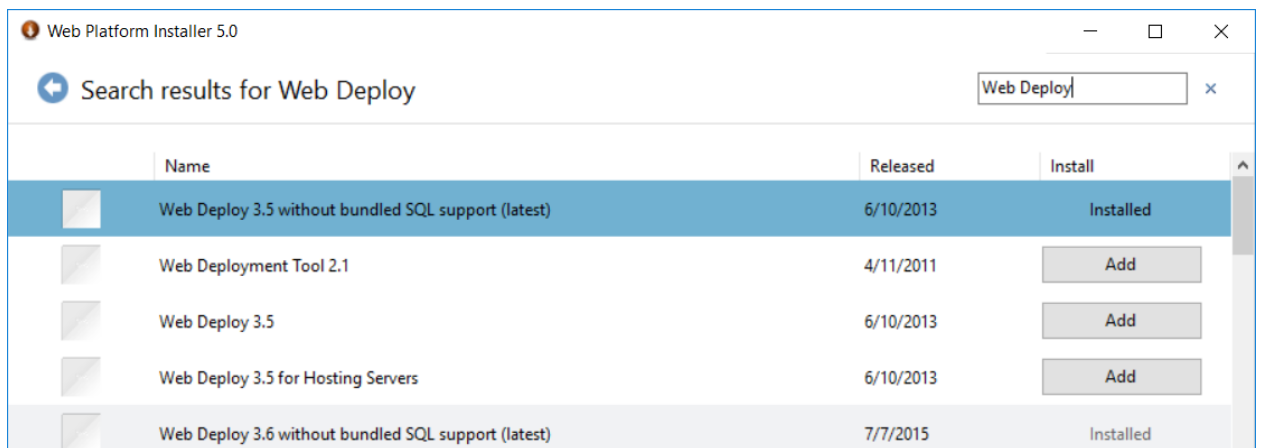 Web Platform Installer 5.0
Search results for Web Deploy
Web Deploy
Name Released Install
Web Deploy 3.5 without bundled SQL support (latest) 6/10/2013 Installed
Web Deployment Tool 2.1 4/11/2011 Add
Web Deploy 3.5 6/10/2013 Add
Web Deploy 3.5 for Hosting Servers 6/10/2013 Add
Web Deploy 3.6 without bundled SQL support (latest) 7/7/2015 Installed